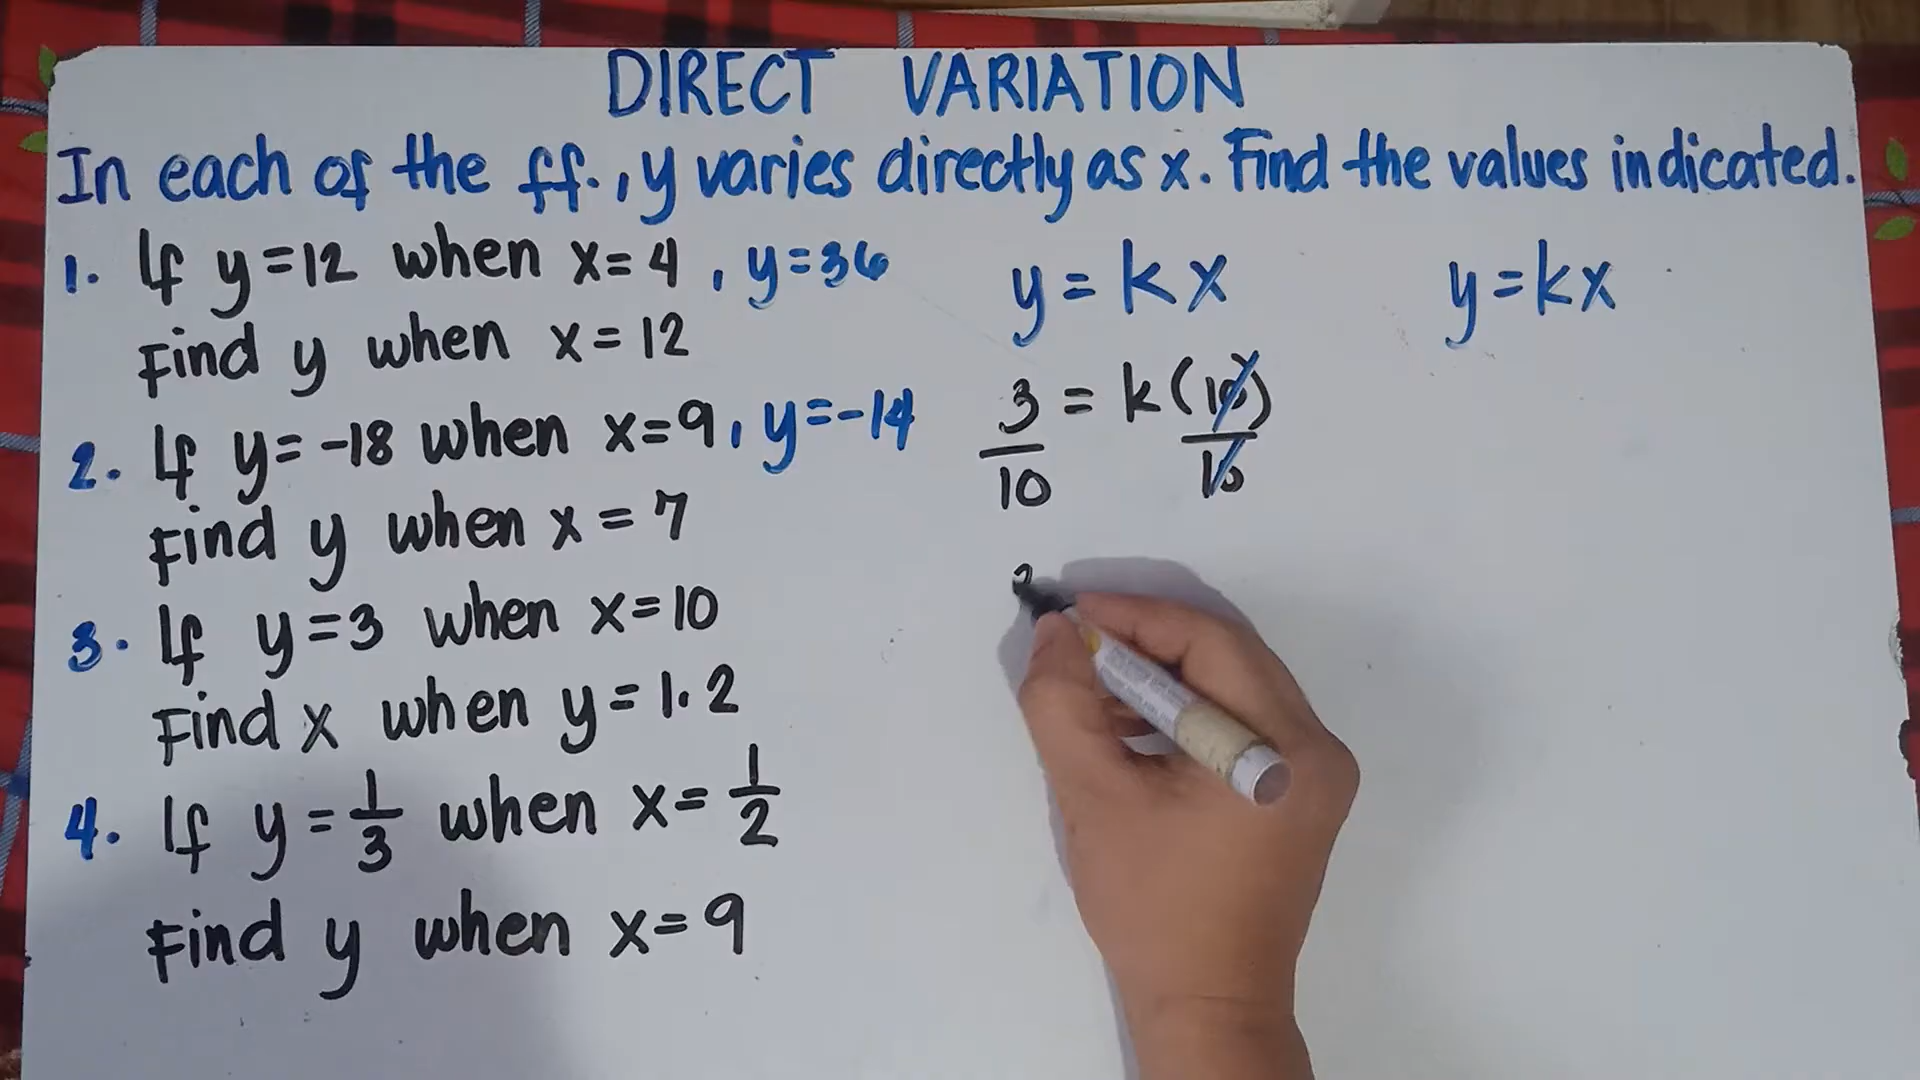 DIRECT VARIATION
In each of the ff., y varies directly as x. Find the values indicated.
1. If y=12 when x=4, y=36
Find y when x=12
2. If y=-18 when x=9, y=-14
Find y when x=7
3. If y=3 when x=10
Find x when y=1.2
4. If y=1/3 when x=1/2
Find y when x=9
y=kx
3/10 = k(10)/10
y=kx